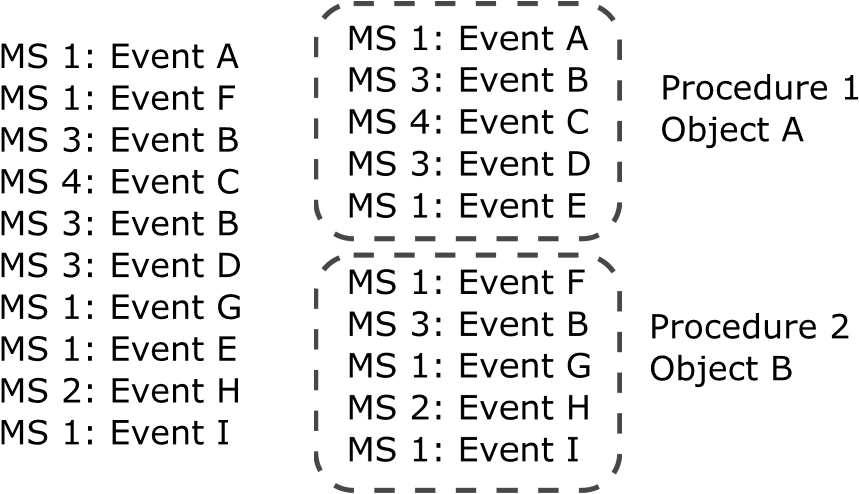 MS 1: Event A
MS 1: Event F
MS 3: Event B
MS 4: Event C
MS 3: Event B
MS 3: Event D
MS 1: Event G
MS 1: Event E
MS 2: Event H
MS 1: Event I
MS 1: Event A
MS 3: Event B
MS 4: Event C
MS 3: Event D
MS 1: Event E
Procedure 1
Object A
MS 1: Event F
MS 3: Event B
MS 1: Event G
MS 2: Event H
MS 1: Event I
Procedure 2
Object B